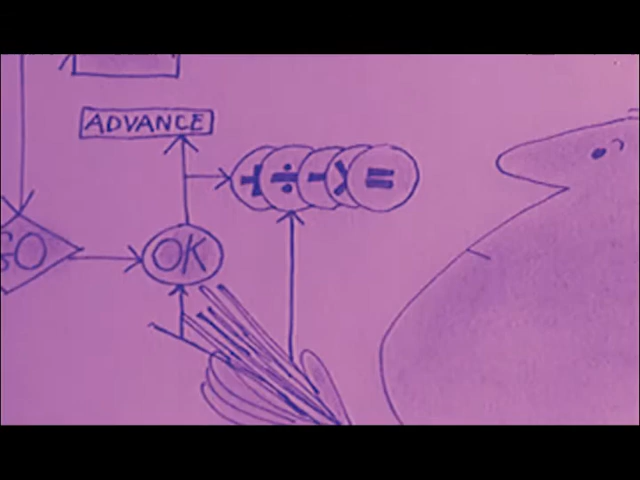 ADVANCE
+ ÷ - × =
GO
OK